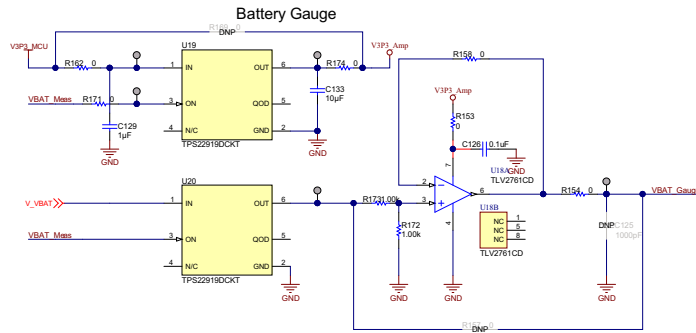 Battery Gauge
R169 0
DNP
V3P3_MCU
R162 0
U19
1 IN OUT 6
R174 0
V3P3_Amp
R158 0
VBAT_Meas
R171 0
3 ON QOD 5
C133
10µF
V3P3_Amp
C129
1µF
4 N/C GND 2
TPS22919DCKT
GND
GND
R153
0
C126 0.1uF
GND
7
U18A
TLV2761CD
U20
V_VBAT
1 IN OUT 6
R173 1.00k
2
3
6
4
R154 0
VBAT_Gaug
VBAT_Meas
3 ON QOD 5
R172
1.00k
U18B
NC 1
NC 5
NC 8
TLV2761CD
C125
DNP
1000pF
4 N/C GND 2
TPS22919DCKT
GND
GND
GND
GND
R167 0
DNP